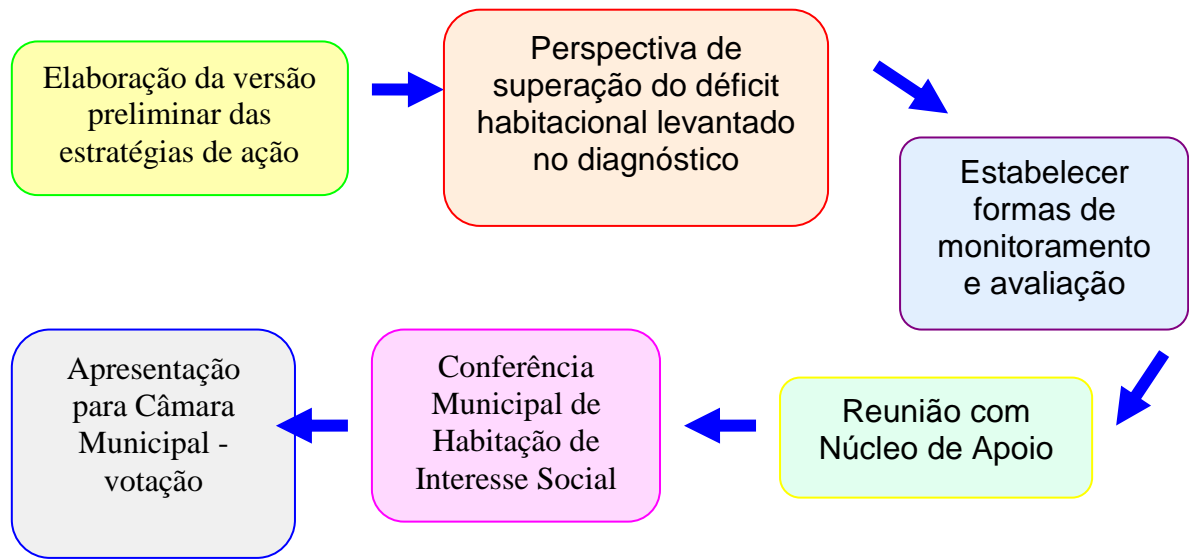 Elaboração da versão
preliminar das
estratégias de ação
Perspectiva de
superação do déficit
habitacional levantado
no diagnóstico
Estabelecer
formas de
monitoramento
e avaliação
Reunião com
Núcleo de Apoio
Conferência
Municipal de
Habitação de
Interesse Social
Apresentação
para Câmara
Municipal -
votação